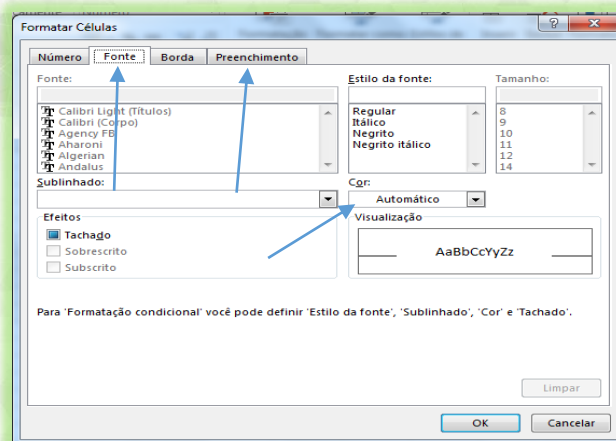 Formatar Células
Número Fonte Borda Preenchimento
Fonte: Estilo da fonte: Tamanho:
Calibri Light (Títulos) Regular 8
Calibri (Corpo) Itálico 9
Agency FB Negrito 10
Aharoni Negrito itálico 11
Algerian 12
Andalus 14
Sublinhado: Cor:
Automático
Efeitos Visualização
Tachado
Sobrescrito AaBbCcYyZz
Subscrito
Para 'Formatação condicional' você pode definir 'Estilo da fonte', 'Sublinhado', 'Cor' e 'Tachado'.
Limpar
OK Cancelar